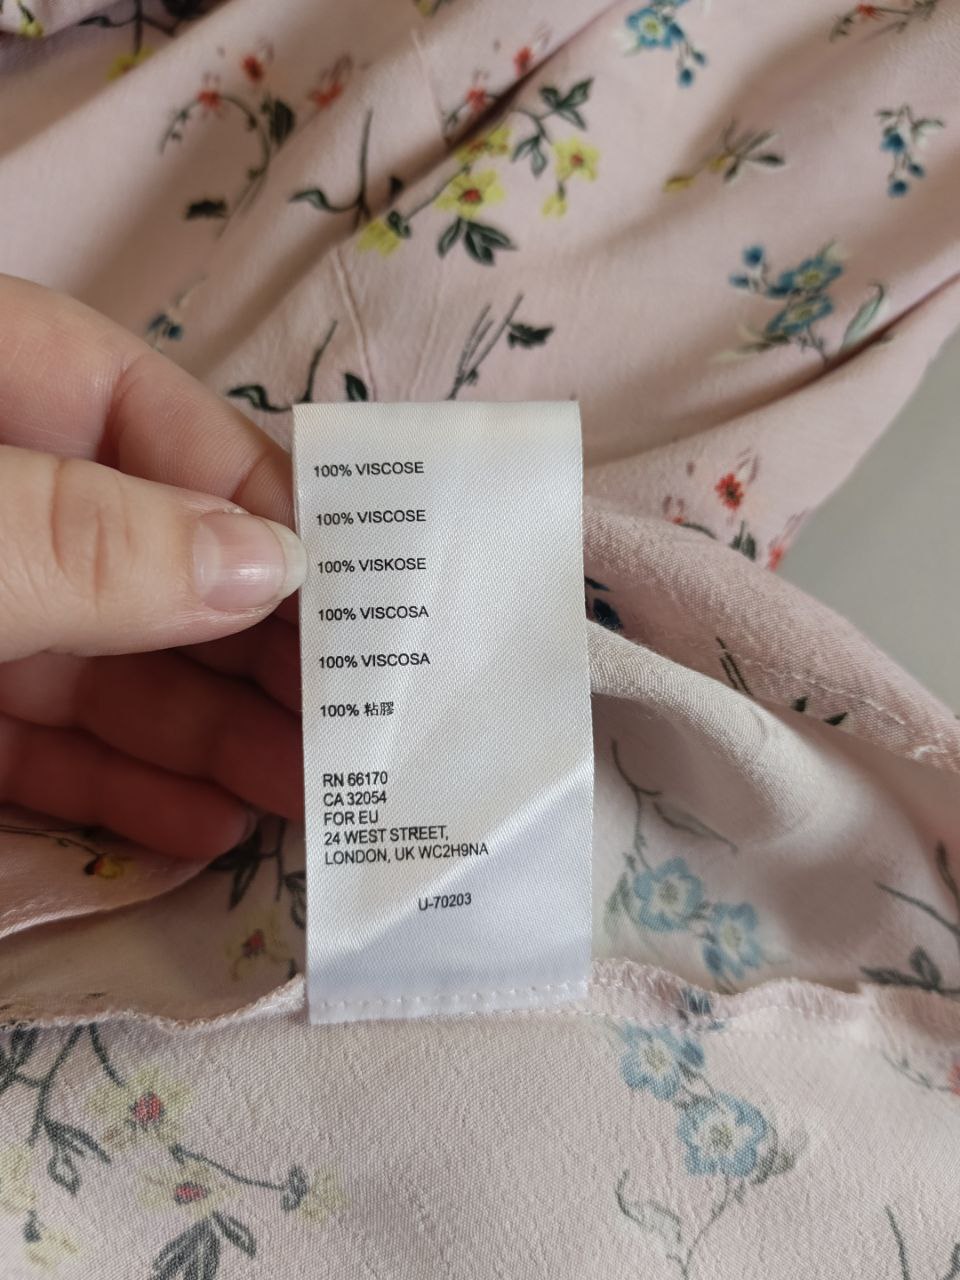 100% VISCOSE
100% VISCOSE
100% VISKOSE
100% VISCOSA
100% VISCOSA
100% 粘膠
RN 66170
CA 32054
FOR EU
24 WEST STREET,
LONDON, UK WC2H9NA
U-70203